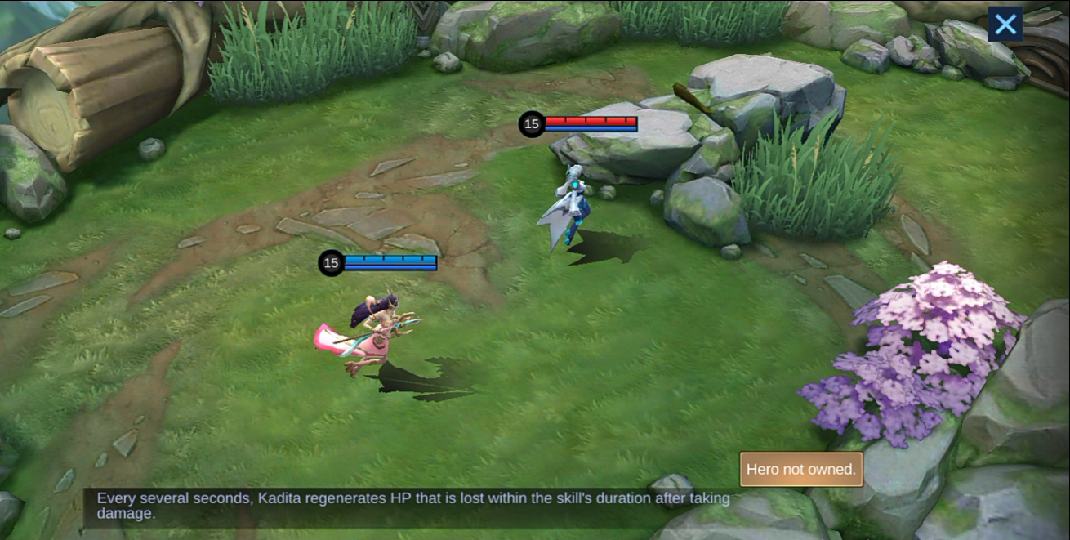 15
15
Hero not owned.
Every several seconds, Kadita regenerates HP that is lost within the skill's duration after taking
damage.